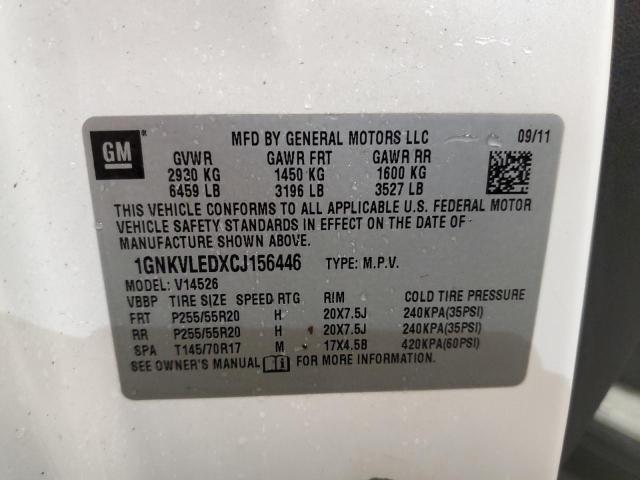 GM
MFD BY GENERAL MOTORS LLC 09/11
GVWR GAWR FRT GAWR RR
2930 KG 1450 KG 1600 KG
6459 LB 3196 LB 3527 LB
THIS VEHICLE CONFORMS TO ALL APPLICABLE U.S. FEDERAL MOTOR
VEHICLE SAFETY STANDARDS IN EFFECT ON THE DATE OF
MANUFACTURE SHOWN ABOVE.
1GNKVLEDXCJ156446 TYPE: M.P.V.
MODEL: V14526
VBBP TIRE SIZE SPEED RTG RIM COLD TIRE PRESSURE
FRT P255/55R20 H 20X7.5J 240KPA(35PSI)
RR P255/55R20 H 20X7.5J 240KPA(35PSI)
SPA T145/70R17 M 17X4.5B 420KPA(60PSI)
SEE OWNER'S MANUAL FOR MORE INFORMATION.